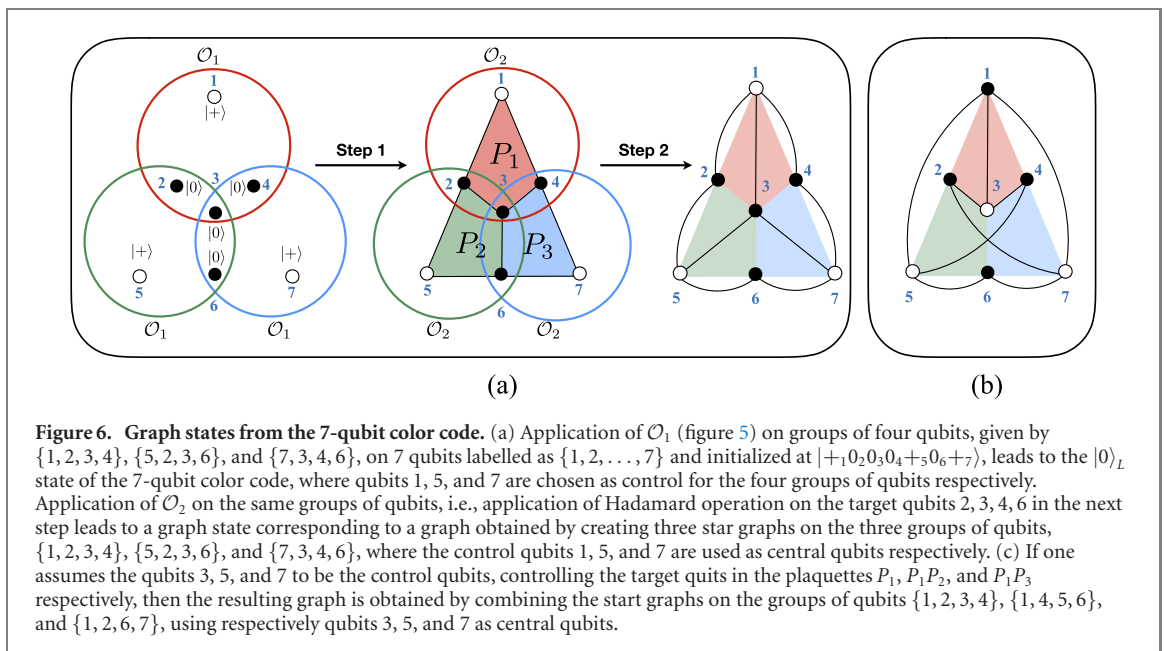 O₁
1
|+⟩
2
|0⟩
3
|0⟩
4
|0⟩
|0⟩
|+⟩
5
6
|+⟩
7
O₁
O₁
Step 1
O₂
1
P₁
2
3
4
P₂
P₃
5
6
7
O₂
O₂
Step 2
1
2
3
4
5
6
7
1
2
3
4
5
6
7
(a)
(b)
Figure 6. Graph states from the 7-qubit color code. (a) Application of O₁ (figure 5) on groups of four qubits, given by
{1, 2, 3, 4}, {5, 2, 3, 6}, and {7, 3, 4, 6}, on 7 qubits labelled as {1, 2, . . . , 7} and initialized at |+₁0₂0₃0₄+₅0₆+₇⟩, leads to the |0⟩_L
state of the 7-qubit color code, where qubits 1, 5, and 7 are chosen as control for the four groups of qubits respectively.
Application of O₂ on the same groups of qubits, i.e., application of Hadamard operation on the target qubits 2, 3, 4, 6 in the next
step leads to a graph state corresponding to a graph obtained by creating three star graphs on the three groups of qubits,
{1, 2, 3, 4}, {5, 2, 3, 6}, and {7, 3, 4, 6}, where the control qubits 1, 5, and 7 are used as central qubits respectively. (c) If one
assumes the qubits 3, 5, and 7 to be the control qubits, controlling the target quits in the plaquettes P₁, P₁P₂, and P₁P₃
respectively, then the resulting graph is obtained by combining the start graphs on the groups of qubits {1, 2, 3, 4}, {1, 4, 5, 6},
and {1, 2, 6, 7}, using respectively qubits 3, 5, and 7 as central qubits.